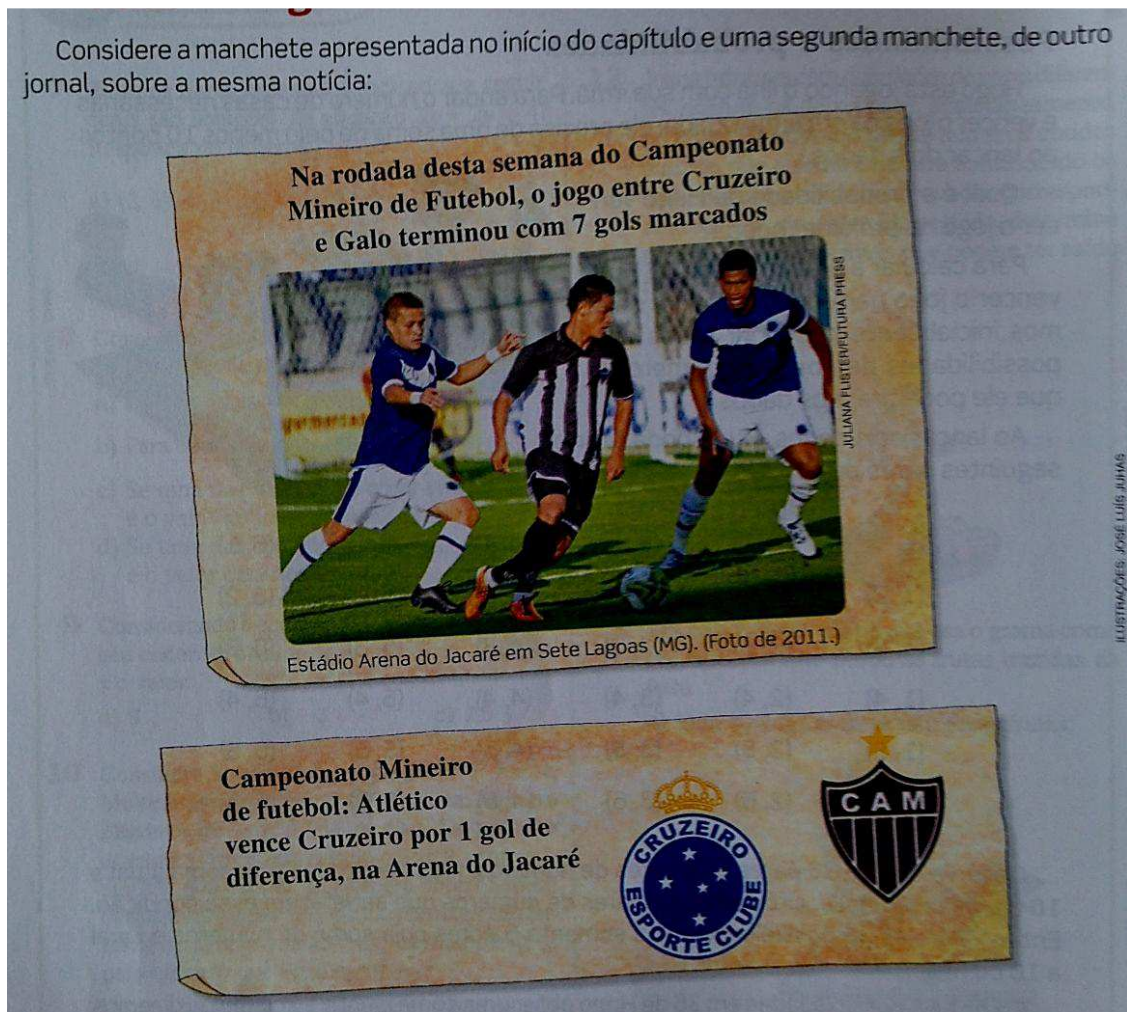 Considere a manchete apresentada no início do capítulo e uma segunda manchete, de outro
jornal, sobre a mesma notícia:
Na rodada desta semana do Campeonato
Mineiro de Futebol, o jogo entre Cruzeiro
e Galo terminou com 7 gols marcados
JULIANA FLISTER/FUTURA PRESS
Estádio Arena do Jacaré em Sete Lagoas (MG). (Foto de 2011.)
ILUSTRAÇÕES JOSÉ LUÍS JUHAS
Campeonato Mineiro
de futebol: Atlético
vence Cruzeiro por 1 gol de
diferença, na Arena do Jacaré
CRUZEIRO
ESPORTE CLUBE
CAM